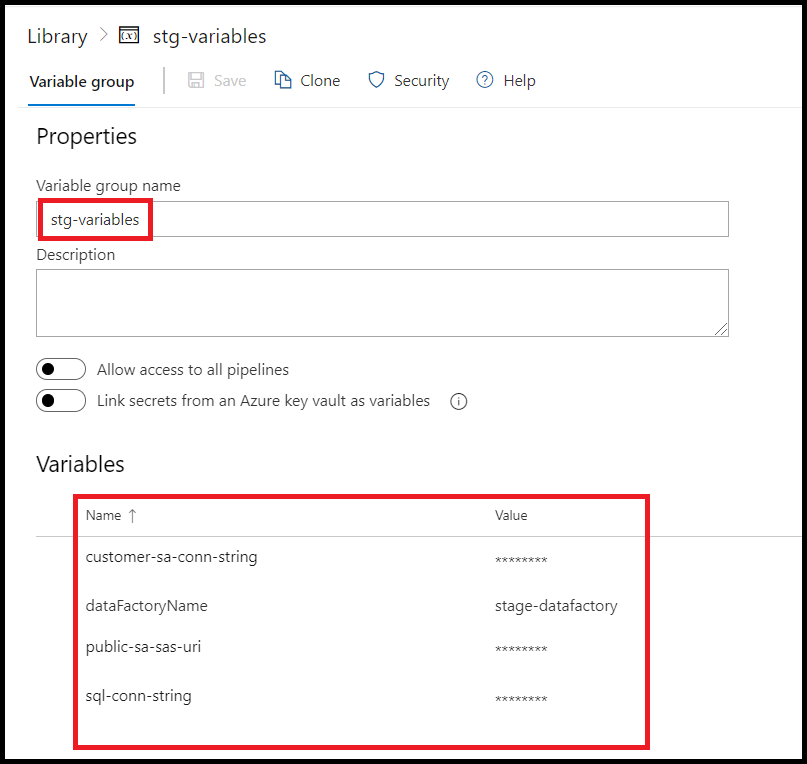 Library > (x) stg-variables
Variable group Save Clone Security ? Help
Properties
Variable group name
stg-variables
Description
Allow access to all pipelines
Link secrets from an Azure key vault as variables i
Variables
Name ↑ Value
customer-sa-conn-string ********
dataFactoryName stage-datafactory
public-sa-sas-uri ********
sql-conn-string ********